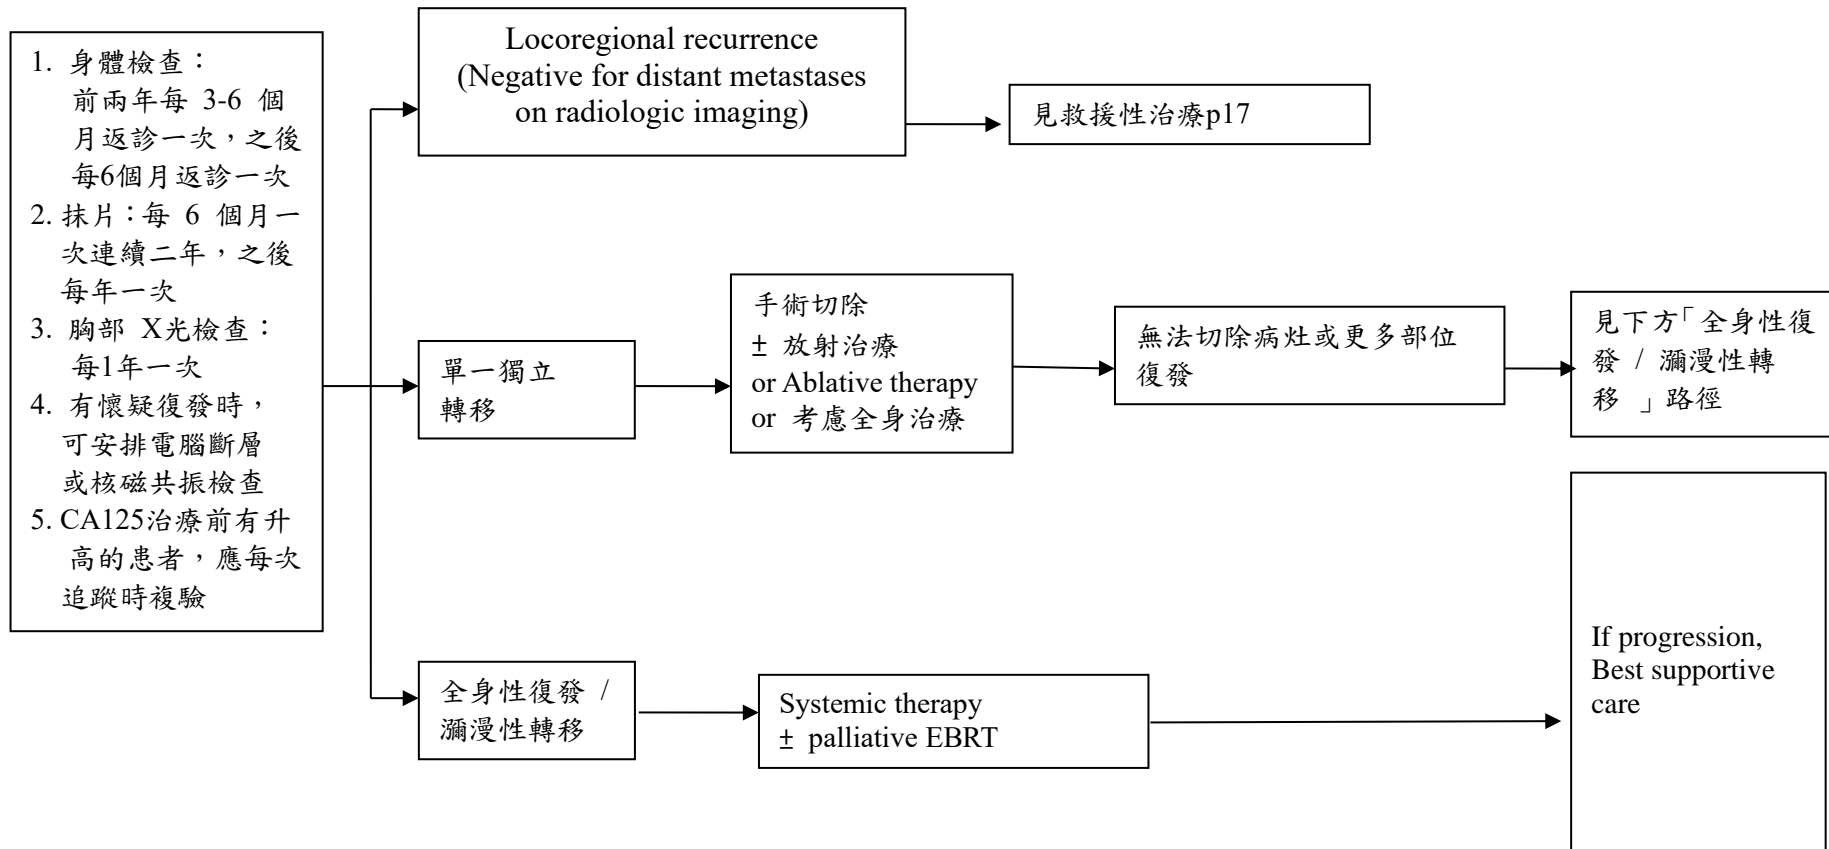 1. 身體檢查：
前兩年每 3-6 個
月返診一次，之後
每6個月返診一次
2. 抹片：每 6 個月一
次連續二年，之後
每年一次
3. 胸部 X光檢查：
每1年一次
4. 有懷疑復發時，
可安排電腦斷層
或核磁共振檢查
5. CA125治療前有升
高的患者，應每次
追蹤時複驗
Locoregional recurrence
(Negative for distant metastases
on radiologic imaging)
見救援性治療p17
單一獨立
轉移
手術切除
± 放射治療
or Ablative therapy
or 考慮全身治療
無法切除病灶或更多部位
復發
見下方「全身性復
發 / 瀰漫性轉
移 」路徑
全身性復發 /
瀰漫性轉移
Systemic therapy
± palliative EBRT
If progression,
Best supportive
care